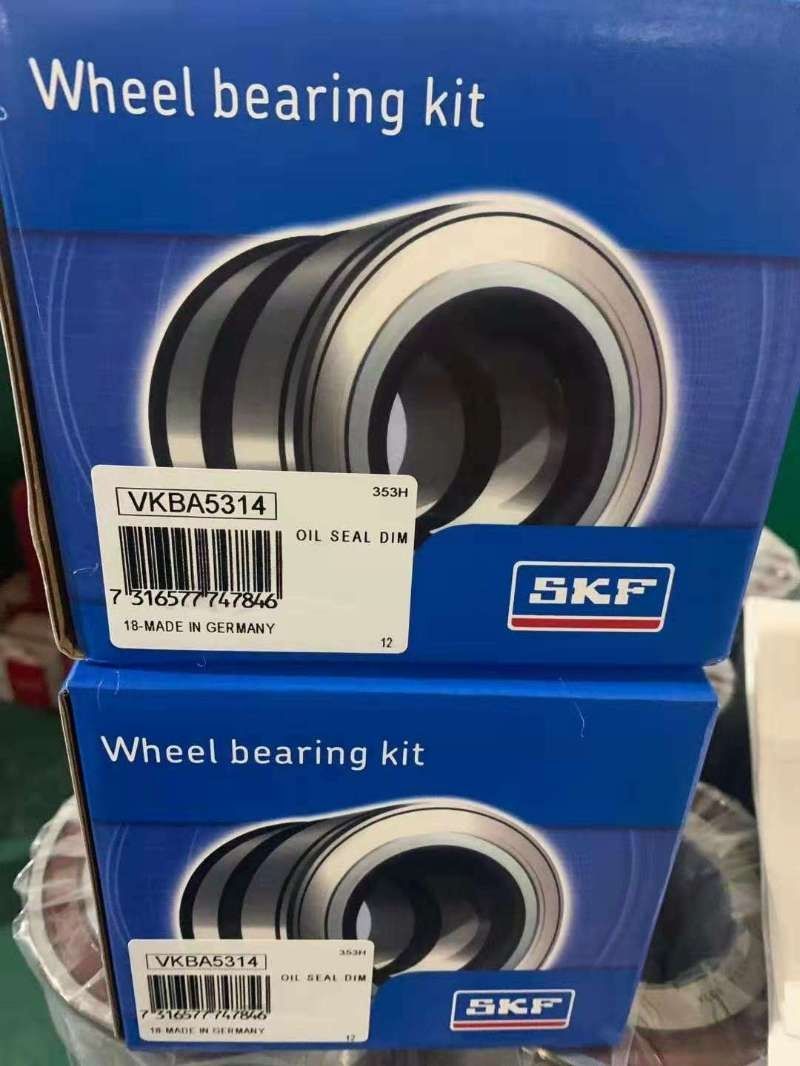 Wheel bearing kit
353H
VKBA5314
OIL SEAL DIM
7 316577 747846
18-MADE IN GERMANY
12
SKF
Wheel bearing kit
353H
VKBA5314
OIL SEAL DIM
7 316577 747846
18-MADE IN GERMANY
12
SKF